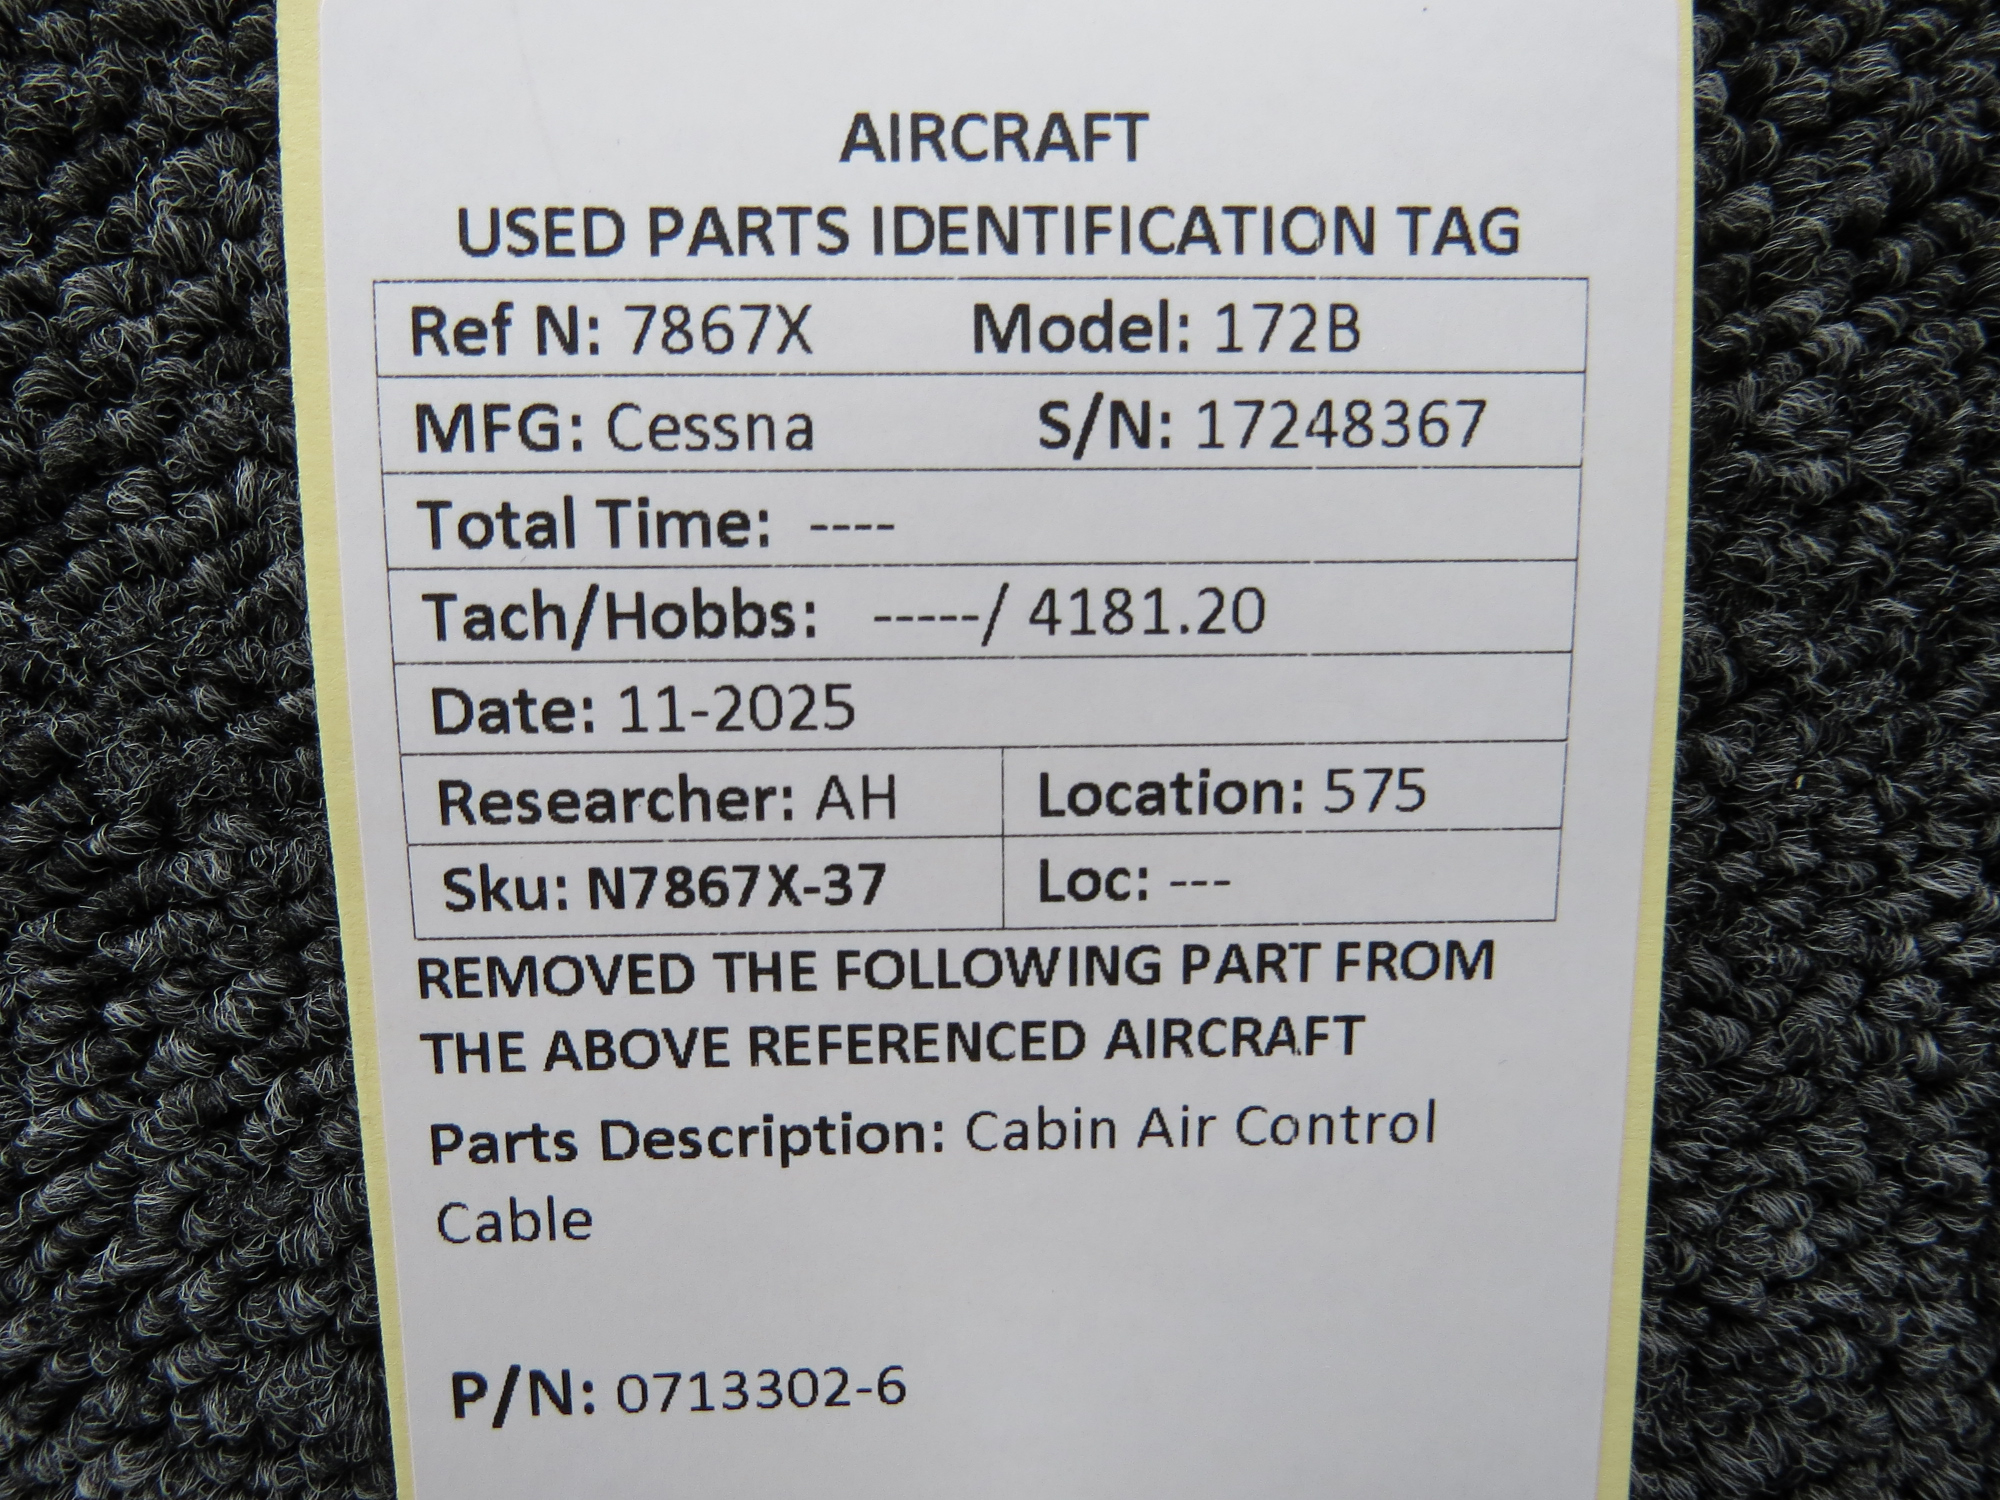 AIRCRAFT
USED PARTS IDENTIFICATION TAG
Ref N: 7867X Model: 172B
MFG: Cessna S/N: 17248367
Total Time: ----
Tach/Hobbs: -----/ 4181.20
Date: 11-2025
Researcher: AH Location: 575
Sku: N7867X-37 Loc: ---
REMOVED THE FOLLOWING PART FROM
THE ABOVE REFERENCED AIRCRAFT
Parts Description: Cabin Air Control
Cable
P/N: 0713302-6